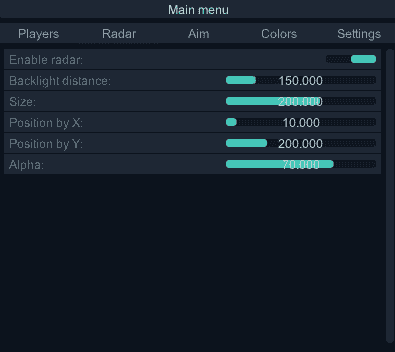 Main menu
Players Radar Aim Colors Settings
Enable radar:
Backlight distance: 150.000
Size: 200.000
Position by X: 10.000
Position by Y: 200.000
Alpha: 70.000